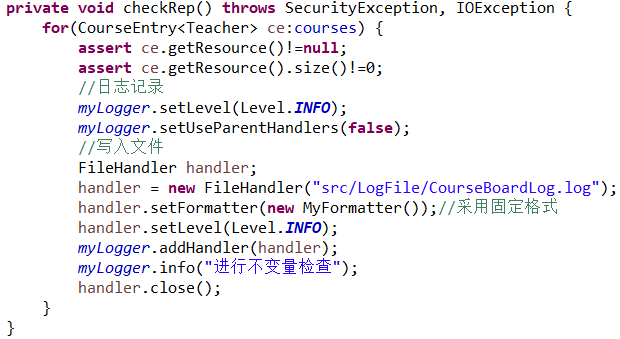 private void checkRep() throws SecurityException, IOException {
    for(CourseEntry<Teacher> ce:courses) {
        assert ce.getResource()!=null;
        assert ce.getResource().size()!=0;
        //日志记录
        myLogger.setLevel(Level.INFO);
        myLogger.setUseParentHandlers(false);
        //写入文件
        FileHandler handler;
        handler = new FileHandler("src/LogFile/CourseBoardLog.log");
        handler.setFormatter(new MyFormatter());//采用固定格式
        handler.setLevel(Level.INFO);
        myLogger.addHandler(handler);
        myLogger.info("进行不变量检查");
        handler.close();
    }
}